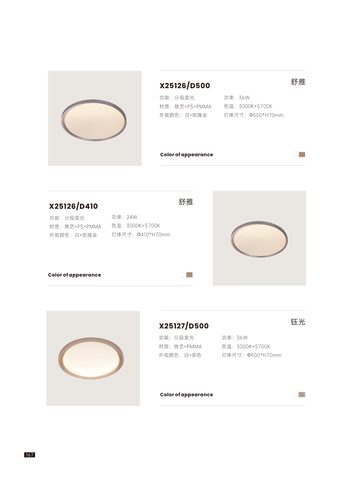 X25126/D500
舒雅
功能：分段变光
功率：36W
材质：铁艺+PS+PMMA
色温：3000K+5700K
外观颜色：白+玫瑰金
灯体尺寸：Φ500*H70mm
Color of appearance
X25126/D410
舒雅
功能：分段变光
功率：24W
材质：铁艺+PS+PMMA
色温：3000K+5700K
外观颜色：白+玫瑰金
灯体尺寸：Φ410*H70mm
Color of appearance
X25127/D500
钰光
功能：分段变光
功率：36W
材质：铁艺+PMMA
色温：3000K+5700K
外观颜色：白+茶色
灯体尺寸：Φ500*H70mm
Color of appearance
167